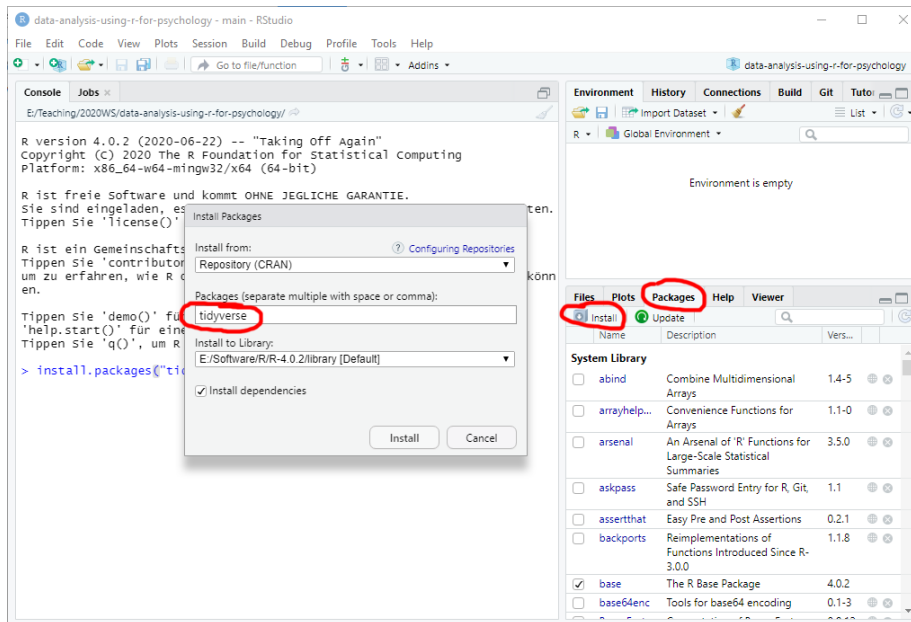 data-analysis-using-r-for-psychology - main - RStudio
File Edit Code View Plots Session Build Debug Profile Tools Help
Go to file/function Addins data-analysis-using-r-for-psychology
Console Jobs
E:/Teaching/2020WS/data-analysis-using-r-for-psychology/
R version 4.0.2 (2020-06-22) -- "Taking Off Again"
Copyright (C) 2020 The R Foundation for Statistical Computing
Platform: x86_64-w64-mingw32/x64 (64-bit)
R ist freie Software und kommt OHNE JEGLICHE GARANTIE.
Sie sind eingeladen, es ten.
Tippen Sie 'license()'
R ist ein Gemeinschafts
Tippen Sie 'contributor
um zu erfahren, wie R könn
en.
Tippen Sie 'demo()' fü
'help.start()' für eine
Tippen Sie 'q()', um R
> install.packages("tid
Install Packages
Install from: ? Configuring Repositories
Repository (CRAN)
Packages (separate multiple with space or comma):
tidyverse
Install to Library:
E:/Software/R/R-4.0.2/library [Default]
Install dependencies
Install Cancel
Environment History Connections Build Git Tutor
Import Dataset List
R Global Environment
Environment is empty
Files Plots Packages Help Viewer
Install Update
Name Description Vers...
System Library
abind Combine Multidimensional 1.4-5
Arrays
arrayhelp... Convenience Functions for 1.1-0
Arrays
arsenal An Arsenal of 'R' Functions for 3.5.0
Large-Scale Statistical
Summaries
askpass Safe Password Entry for R, Git, 1.1
and SSH
assertthat Easy Pre and Post Assertions 0.2.1
backports Reimplementations of 1.1.8
Functions Introduced Since R-
3.0.0
base The R Base Package 4.0.2
base64enc Tools for base64 encoding 0.1-3